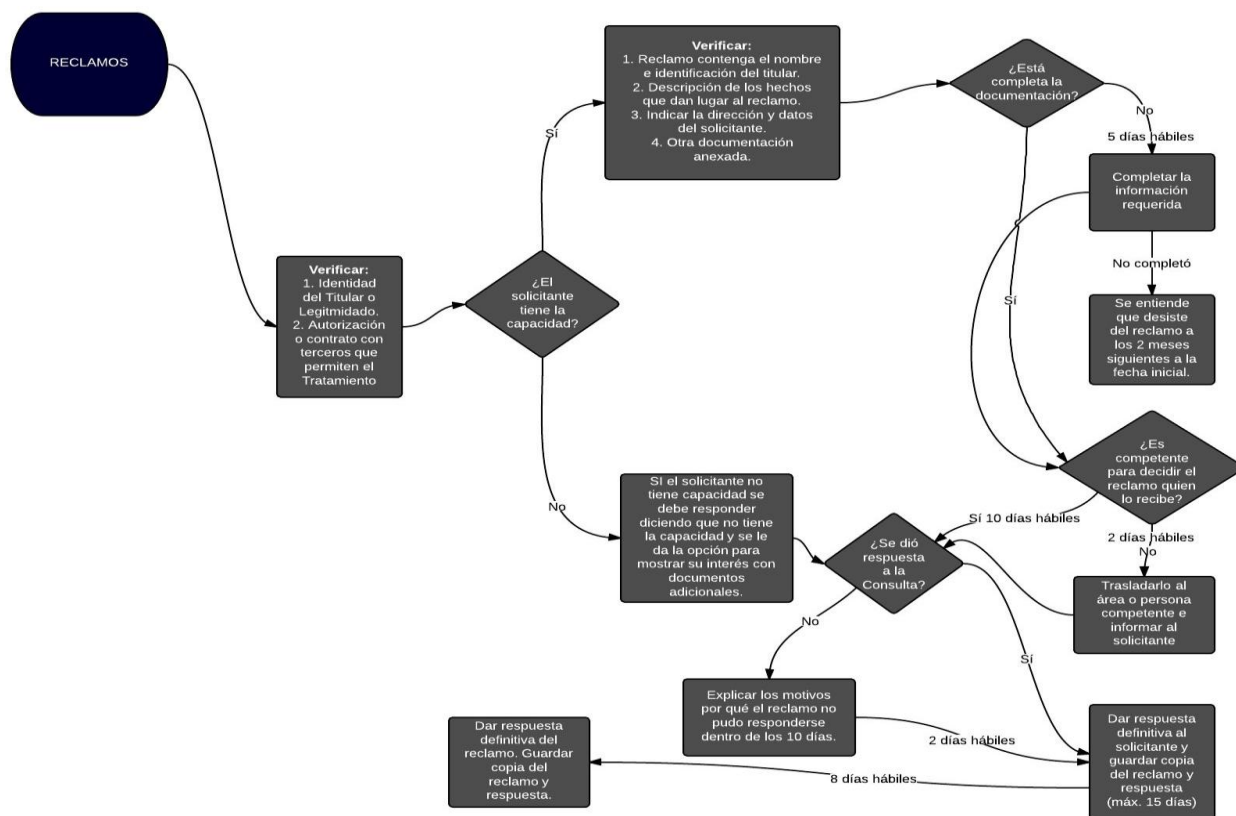 RECLAMOS
Verificar:
1. Identidad
del Titular o
Legitmidado.
2. Autorización
o contrato con
terceros que
permiten el
Tratamiento
¿El
solicitante
tiene la
capacidad?
Sí
Verificar:
1. Reclamo contenga el nombre
e identificación del titular.
2. Descripción de los hechos
que dan lugar al reclamo.
3. Indicar la dirección y datos
del solicitante.
4. Otra documentación
anexada.
¿Está
completa la
documentación?
No
5 días hábiles
Completar la
información
requerida
No completó
Se entiende
que desiste
del reclamo a
los 2 meses
siguientes a la
fecha inicial.
Sí
¿Es
competente
para decidir el
reclamo quien
lo recibe?
Sí 10 días hábiles
2 días hábiles
No
Trasladarlo al
área o persona
competente e
informar al
solicitante
No
SI el solicitante no
tiene capacidad se
debe responder
diciendo que no tiene
la capacidad y se le
da la opción para
mostrar su interés con
documentos
adicionales.
¿Se dió
respuesta
a la
Consulta?
No
Sí
Explicar los motivos
por qué el reclamo no
pudo responderse
dentro de los 10 días.
2 días hábiles
Dar respuesta
definitiva al
solicitante y
guardar copia
del reclamo y
respuesta
(máx. 15 días)
8 días hábiles
Dar respuesta
definitiva del
reclamo. Guardar
copia del
reclamo y
respuesta.